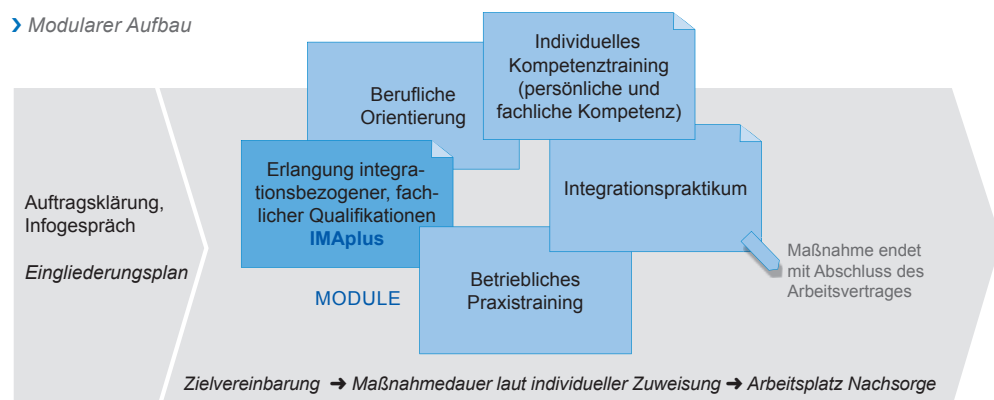 › Modularer Aufbau
Individuelles
Kompetenztraining
(persönliche und
fachliche Kompetenz)
Berufliche
Orientierung
Erlangung integra-
tionsbezogener, fach-
licher Qualifikationen
IMAplus
Integrationspraktikum
Auftragsklärung,
Infogespräch
Eingliederungsplan
Betriebliches
Praxistraining
MODULE
Maßnahme endet
mit Abschluss des
Arbeitsvertrages
Zielvereinbarung ➔ Maßnahmedauer laut individueller Zuweisung ➔ Arbeitsplatz Nachsorge